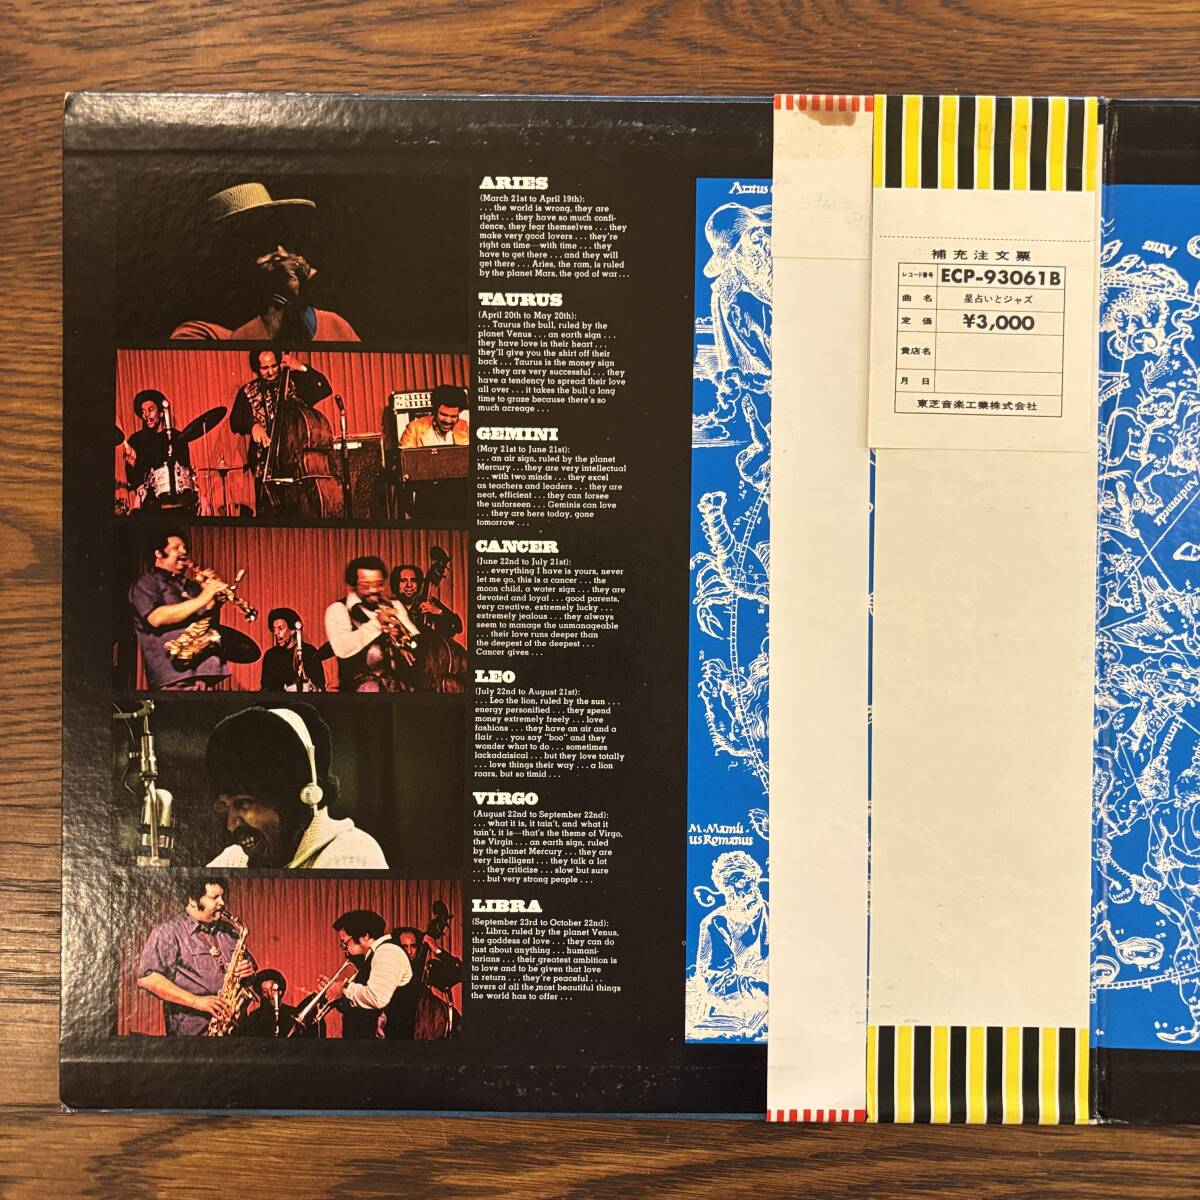 ARIES
(March 21st to April 19th):
... the world is wrong, they are
right ... they have so much confi-
dence, they fear themselves ... they
make very good lovers ... they're
right on time—with time ... they
have to get there ... and they will
get there ... Aries, the ram, is ruled
by the planet Mars, the god of war...
TAURUS
(April 20th to May 20th):
... Taurus the bull, ruled by the
planet Venus ... an earth sign ...
they have love in their heart ...
they'll give you the shirt off their
back ... Taurus is the money sign
... they are very successful ... they
have a tendency to spread their love
all over ... it takes the bull a long
time to graze because there's so
much acreage ...
GEMINI
(May 21st to June 21st):
... an air sign, ruled by the planet
Mercury ... they are very intellectual
... with two minds ... they excel
as teachers and leaders ... they are
neat, efficient ... they can forsee
the unforseen ... Geminis can love
... they are here today, gone
tomorrow ...
CANCER
(June 22nd to July 21st):
... everything I have is yours, never
let me go, this is a cancer ... the
moon child, a water sign ... they are
devoted and loyal ... good parents,
very creative, extremely lucky ...
extremely jealous ... they always
seem to manage the unmanageable
... their love runs deeper than
the deepest of the deepest ...
Cancer gives ...
LEO
(July 22nd to August 21st):
... Leo the lion, ruled by the sun ...
energy personified ... they spend
money extremely freely ... love
fashions ... they have an air and a
flair ... you say "boo" and they
wonder what to do ... sometimes
lackadaisical ... but they love totally
... love things their way ... a lion
roars, but so timid ...
VIRGO
(August 22nd to September 22nd):
... what it is, it tain't, and what it
tain't, it is—that's the theme of Virgo,
the Virgin ... an earth sign, ruled
by the planet Mercury ... they are
very intelligent ... they talk a lot
... they criticize ... slow but sure
... but very strong people ...
LIBRA
(September 23rd to October 22nd):
... Libra, ruled by the planet Venus,
the goddess of love ... they can do
just about anything ... humani-
tarians ... their greatest ambition is
to love and to be given that love
in return ... they're peaceful ...
lovers of all the most beautiful things
the world has to offer ...
Aratus
M. Manili-
us Romanus
補充注文票
レコード番号 ECP-93061B
曲名 星占いとジャズ
定価 ¥3,000
貴店名
月日
東芝音楽工業株式会社